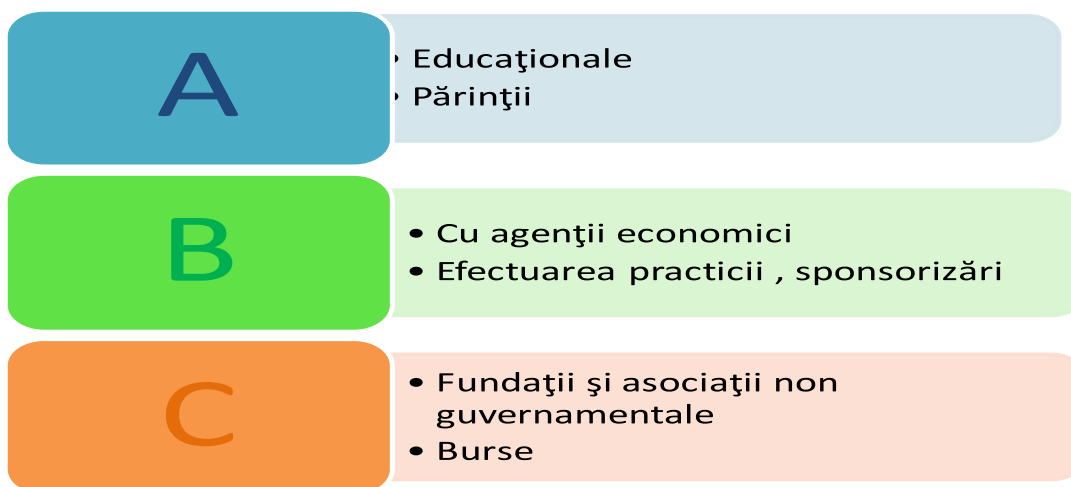 A
• Educaţionale
• Părinţii
B
• Cu agenţii economici
• Efectuarea practicii , sponsorizări
C
• Fundaţii şi asociaţii non
guvernamentale
• Burse